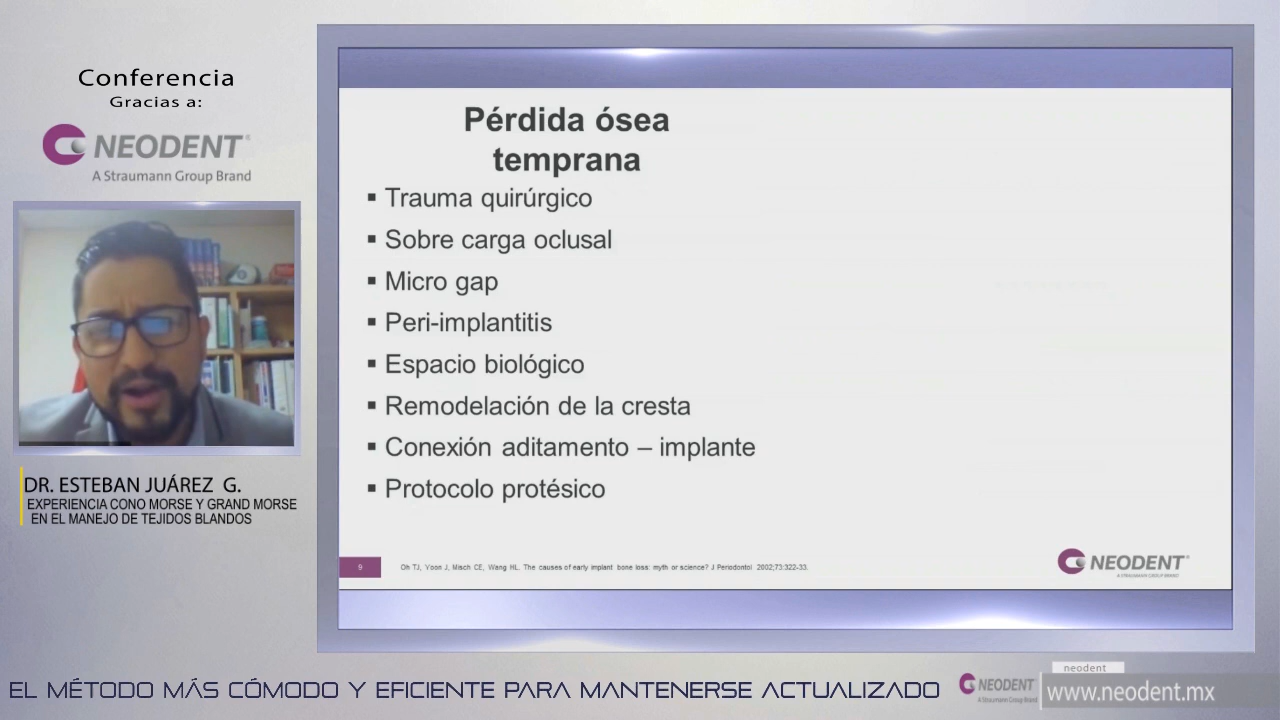 Conferencia
Gracias a:
NEODENT
A Straumann Group Brand
DR. ESTEBAN JUÁREZ G.
EXPERIENCIA CONO MORSE Y GRAND MORSE
EN EL MANEJO DE TEJIDOS BLANDOS
Pérdida ósea
temprana
▪ Trauma quirúrgico
▪ Sobre carga oclusal
▪ Micro gap
▪ Peri-implantitis
▪ Espacio biológico
▪ Remodelación de la cresta
▪ Conexión aditamento – implante
▪ Protocolo protésico
9
Oh TJ, Yoon J, Misch CE, Wang HL. The causes of early implant bone loss: myth or science? J Periodontol 2002;73:322-33.
NEODENT
A STRAUMANN GROUP BRAND
EL MÉTODO MÁS CÓMODO Y EFICIENTE PARA MANTENERSE ACTUALIZADO
NEODENT
A Straumann Group Brand
neodent
www.neodent.mx